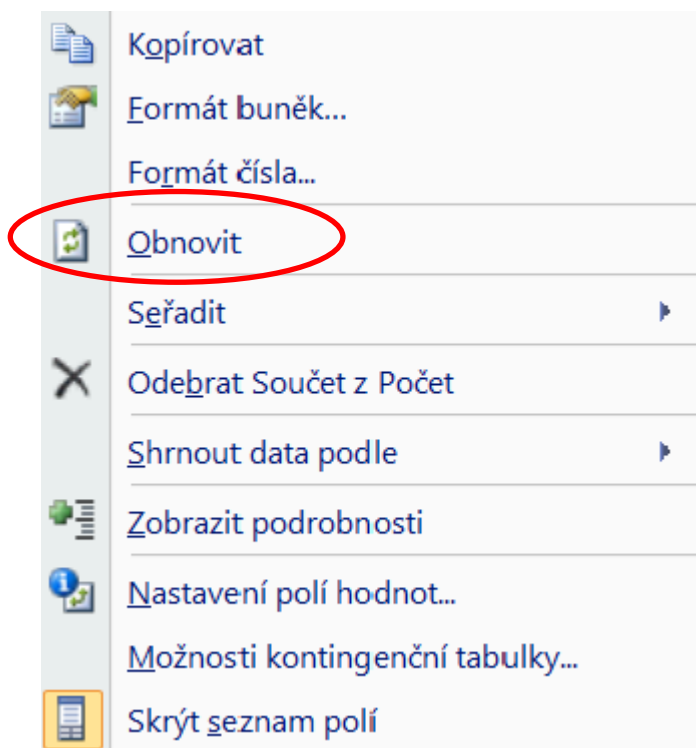 Kopírovat
Formát buněk...
Formát čísla...
Obnovit
Seřadit
Odebrat Součet z Počet
Shrnout data podle
Zobrazit podrobnosti
Nastavení polí hodnot...
Možnosti kontingenční tabulky...
Skrýt seznam polí